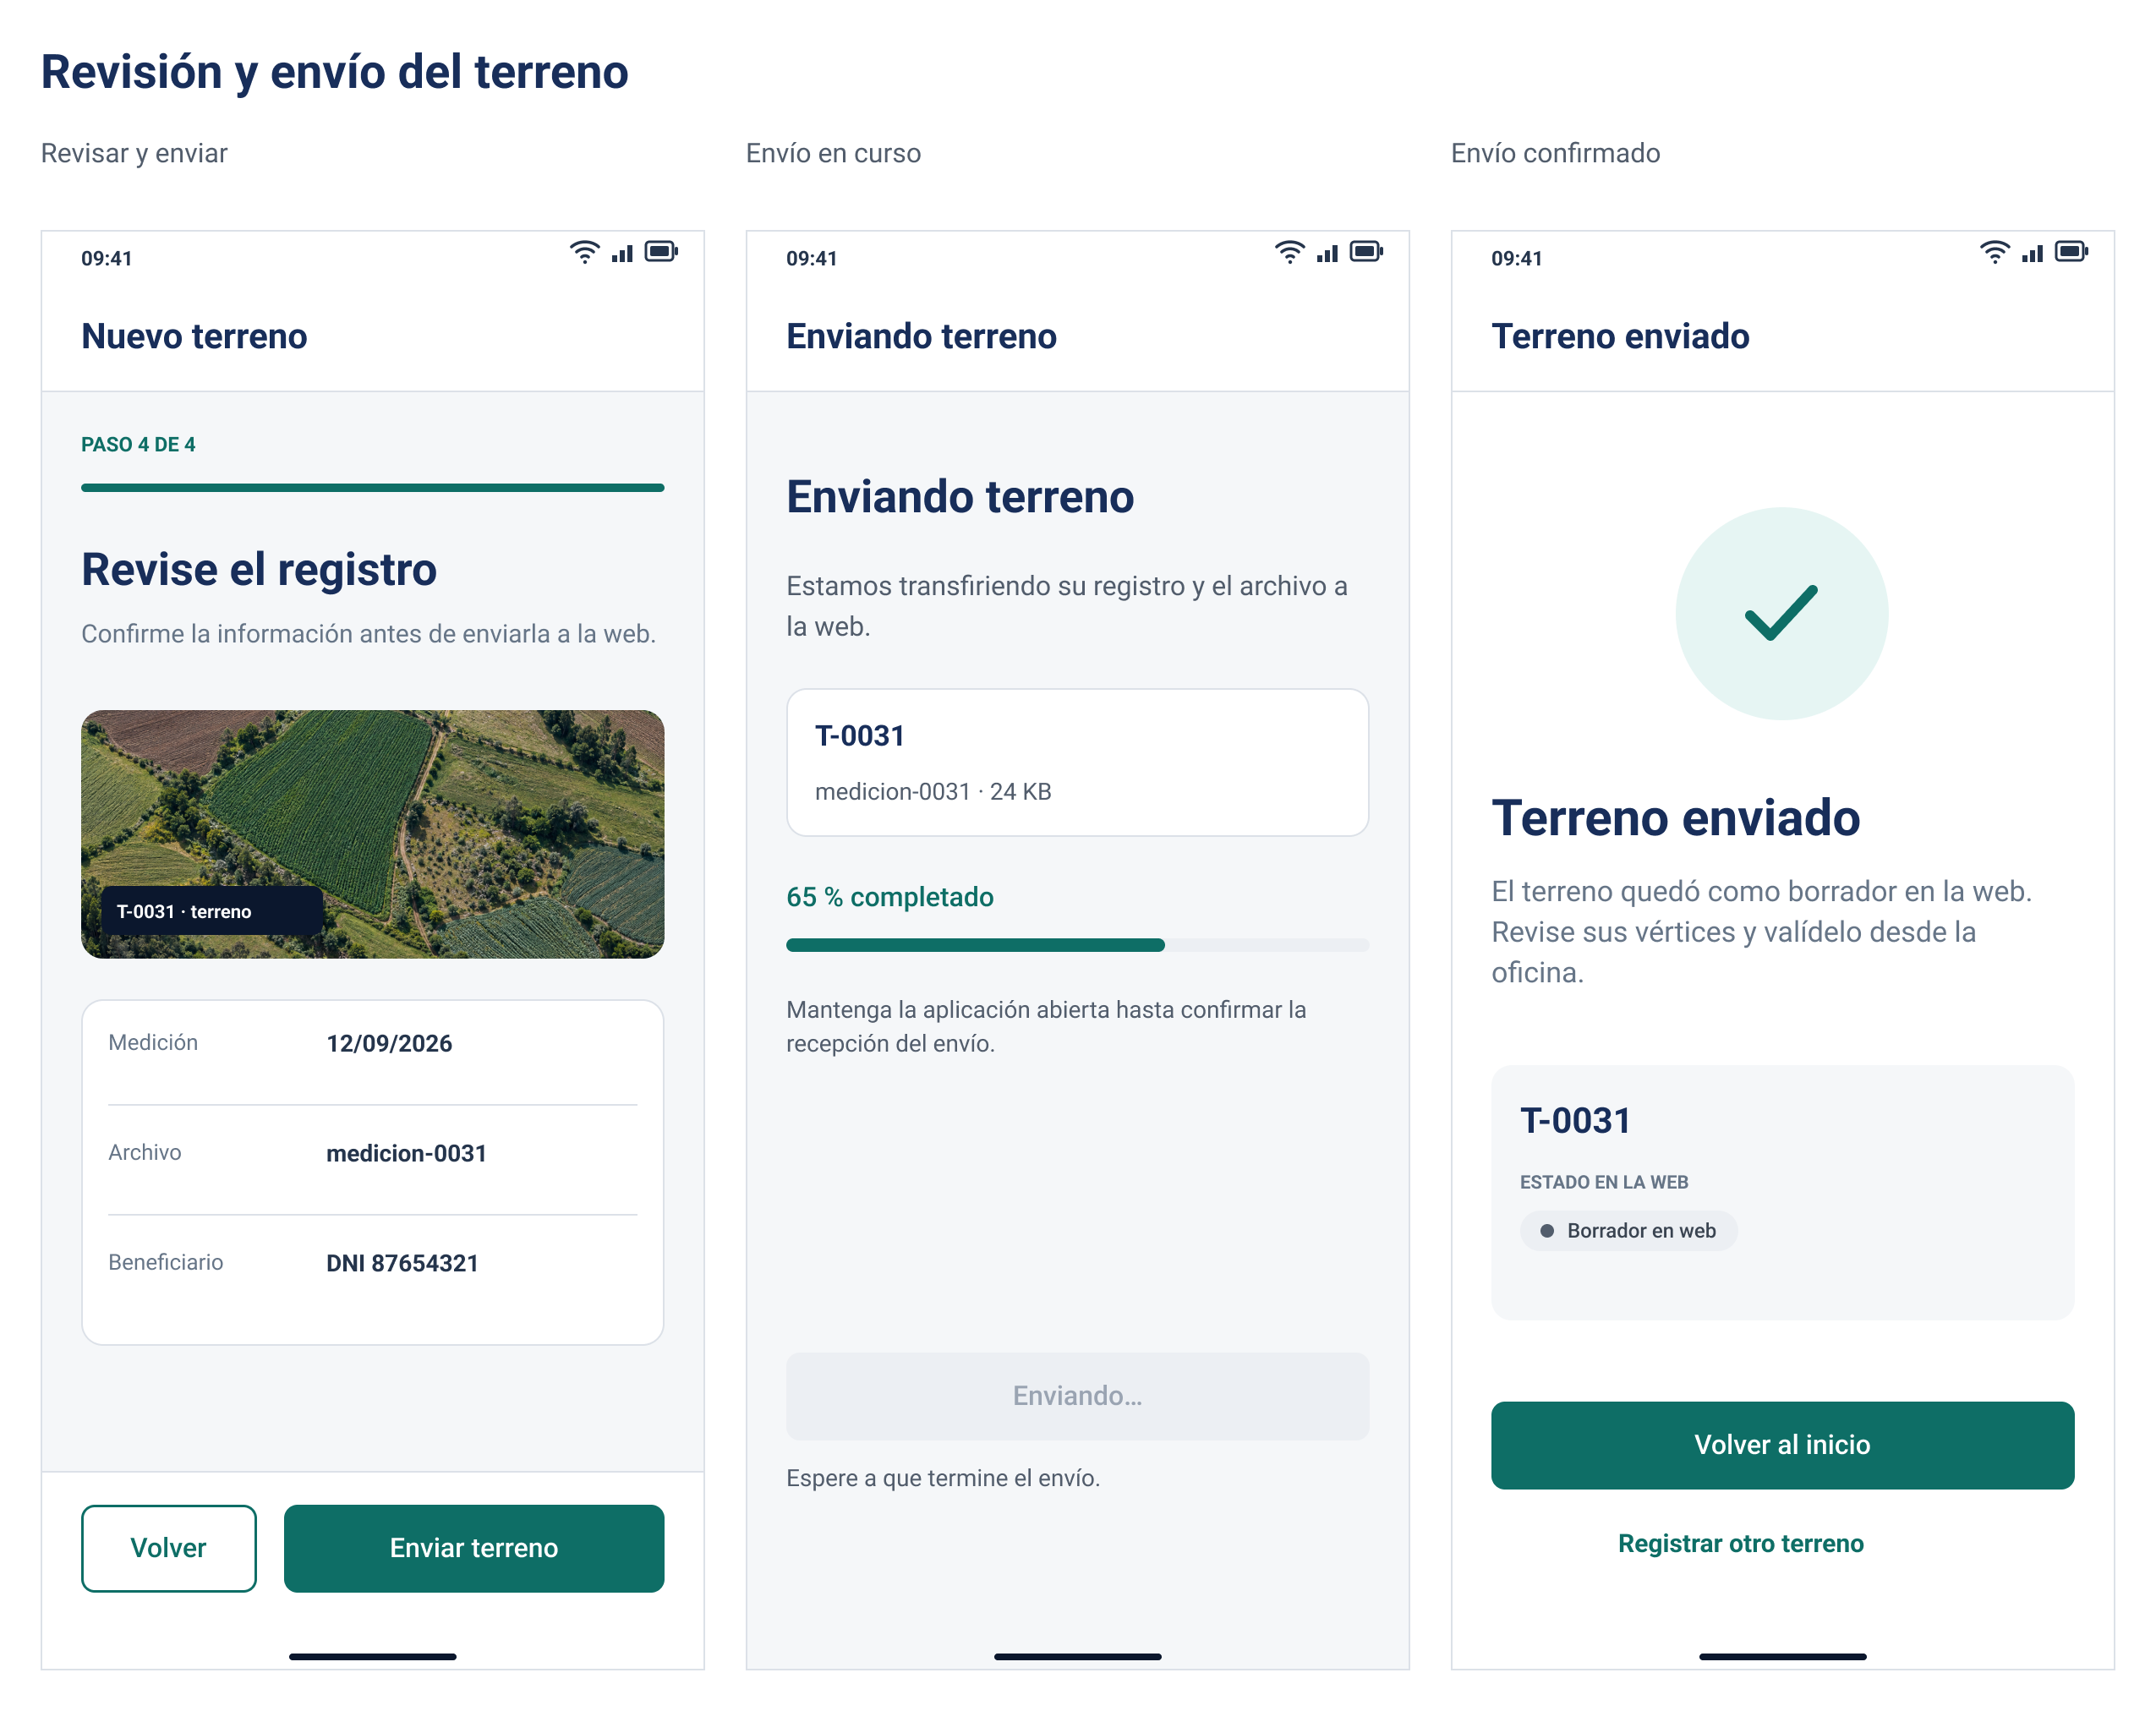 Revisión y envío del terreno
Revisar y enviar
09:41
Nuevo terreno
PASO 4 DE 4
Revise el registro
Confirme la información antes de enviarla a la web.
T-0031 · terreno
Medición 12/09/2026
Archivo medicion-0031
Beneficiario DNI 87654321
Volver
Enviar terreno
Envío en curso
09:41
Enviando terreno
Enviando terreno
Estamos transfiriendo su registro y el archivo a
la web.
T-0031
medicion-0031 · 24 KB
65 % completado
Mantenga la aplicación abierta hasta confirmar la
recepción del envío.
Enviando…
Espere a que termine el envío.
Envío confirmado
09:41
Terreno enviado
Terreno enviado
El terreno quedó como borrador en la web.
Revise sus vértices y valídelo desde la
oficina.
T-0031
ESTADO EN LA WEB
Borrador en web
Volver al inicio
Registrar otro terreno